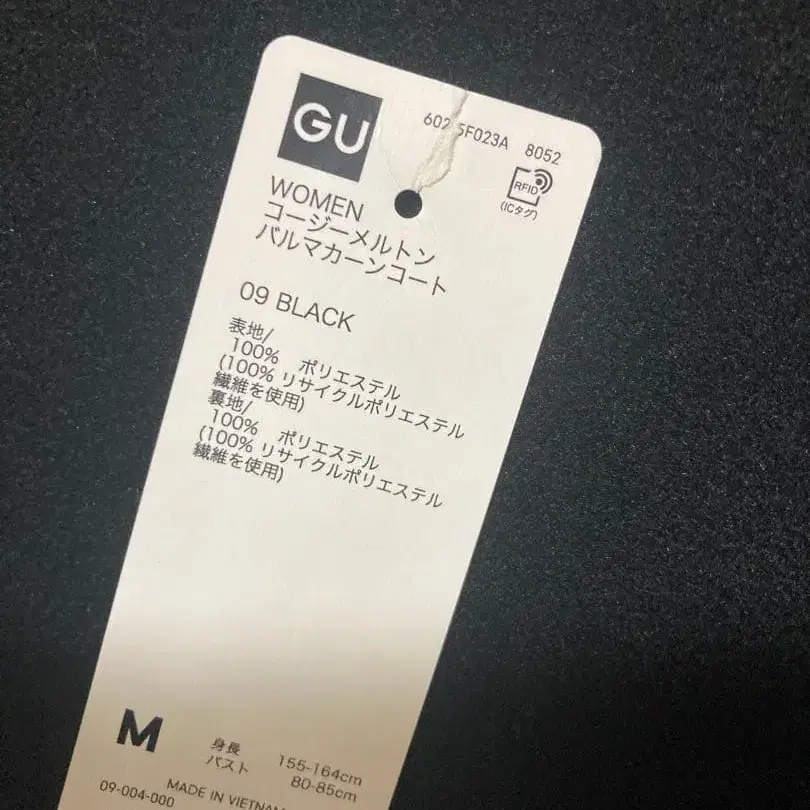 GU
602 5F023A 8052
RFID
(ICタグ)
WOMEN
コージーメルトン
バルマカーンコート
09 BLACK
表地/
100% ポリエステル
(100% リサイクルポリエステル
繊維を使用)
裏地/
100% ポリエステル
(100% リサイクルポリエステル
繊維を使用)
M
身長 155-164cm
バスト 80-85cm
MADE IN VIETNAM
09-004-000